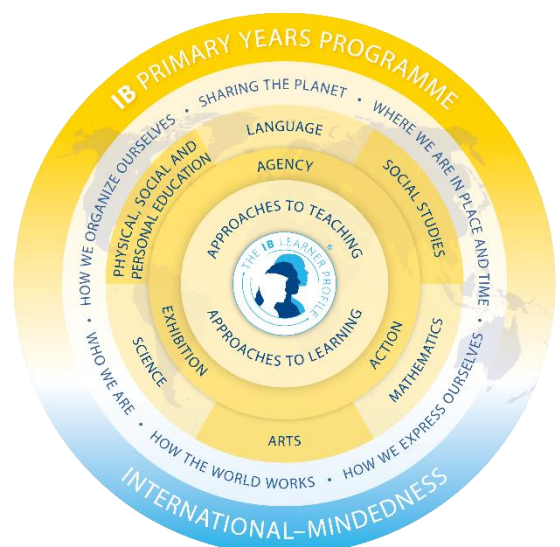 IB PRIMARY YEARS PROGRAMME
• SHARING THE PLANET • WHERE WE ARE IN PLACE AND TIME • HOW WE EXPRESS OURSELVES • HOW THE WORLD WORKS • WHO WE ARE • HOW WE ORGANIZE OURSELVES
LANGUAGE
SOCIAL STUDIES
MATHEMATICS
ARTS
SCIENCE
PHYSICAL, SOCIAL AND
PERSONAL EDUCATION
AGENCY
ACTION
EXHIBITION
APPROACHES TO TEACHING
THE IB LEARNER PROFILE
®
APPROACHES TO LEARNING
INTERNATIONAL–MINDEDNESS